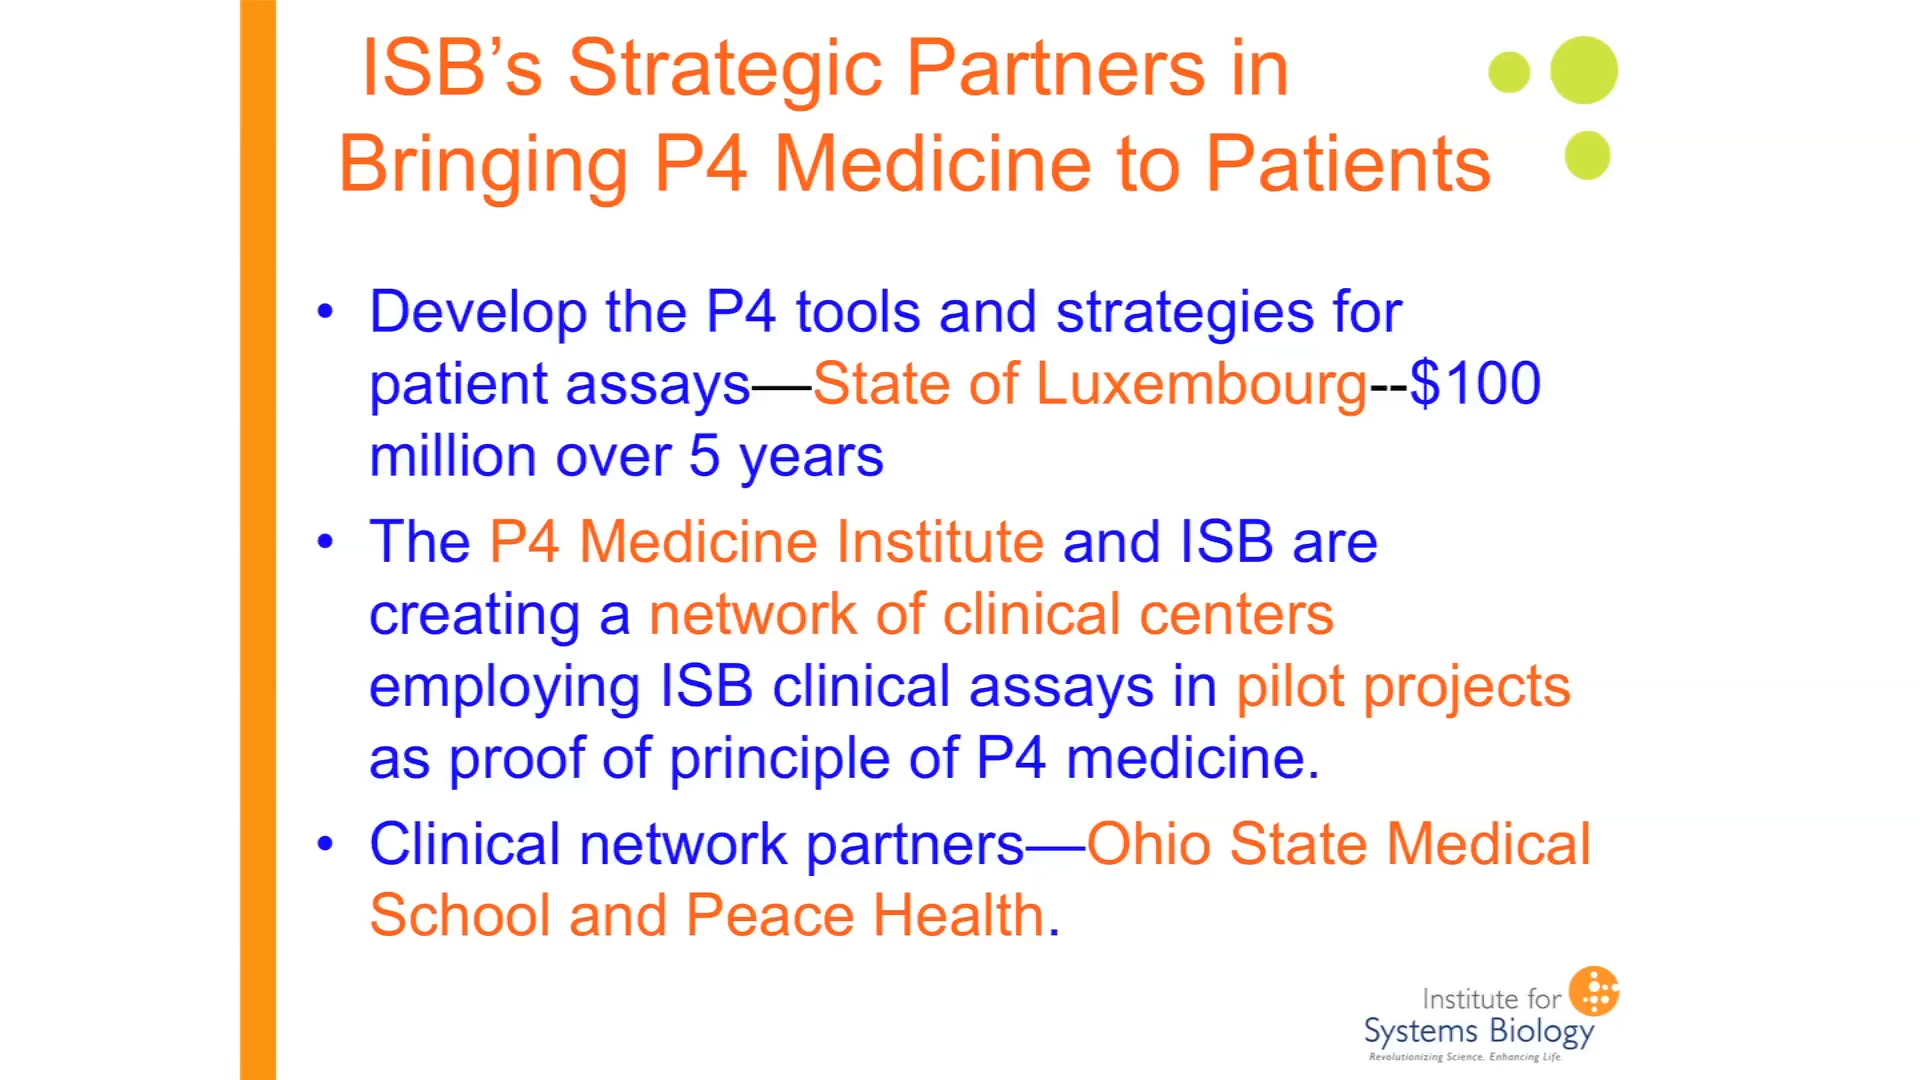 ISB’s Strategic Partners in
Bringing P4 Medicine to Patients
• Develop the P4 tools and strategies for
patient assays—State of Luxembourg--$100
million over 5 years
• The P4 Medicine Institute and ISB are
creating a network of clinical centers
employing ISB clinical assays in pilot projects
as proof of principle of P4 medicine.
• Clinical network partners—Ohio State Medical
School and Peace Health.
Institute for
Systems Biology
Revolutionizing Science. Enhancing Life.